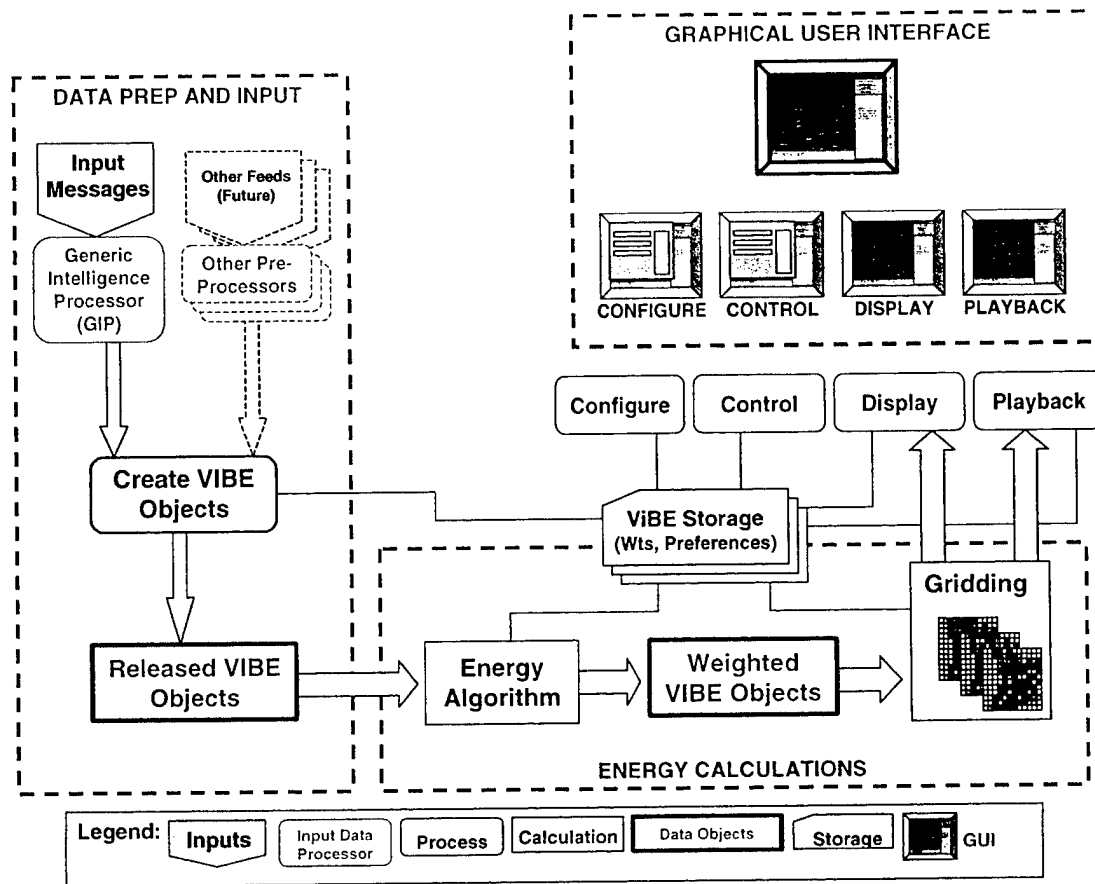 GRAPHICAL USER INTERFACE
CONFIGURE
CONTROL
DISPLAY
PLAYBACK
DATA PREP AND INPUT
Input
Messages
Other Feeds
(Future)
Generic
Intelligence
Processor
(GIP)
Other Pre-
Processors
Configure
Control
Display
Playback
Create VIBE
Objects
ViBE Storage
(Wts, Preferences)
Released VIBE
Objects
Energy
Algorithm
Weighted
VIBE Objects
Gridding
ENERGY CALCULATIONS
Legend:
Inputs
Input Data
Processor
Process
Calculation
Data Objects
Storage
GUI